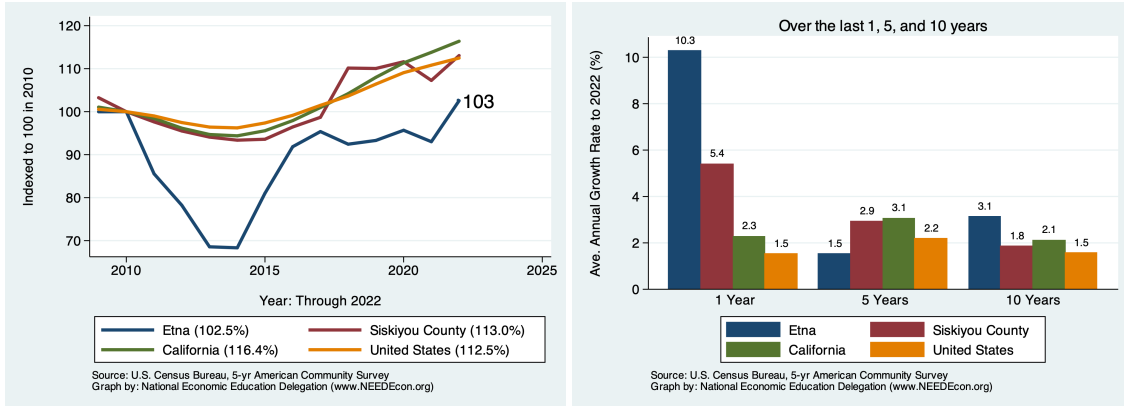 120
110
100
90
80
70
Indexed to 100 in 2010
103
2010
2015
2020
2025
Year: Through 2022
Etna (102.5%)
Siskiyou County (113.0%)
California (116.4%)
United States (112.5%)
Source: U.S. Census Bureau, 5-yr American Community Survey
Graph by: National Economic Education Delegation (www.NEEDEcon.org)
Over the last 1, 5, and 10 years
10
8
6
4
2
0
Ave. Annual Growth Rate to 2022 (%)
10.3
5.4
2.3
1.5
1.5
2.9
3.1
2.2
3.1
1.8
2.1
1.5
1 Year
5 Years
10 Years
Etna
Siskiyou County
California
United States
Source: U.S. Census Bureau, 5-yr American Community Survey
Graph by: National Economic Education Delegation (www.NEEDEcon.org)